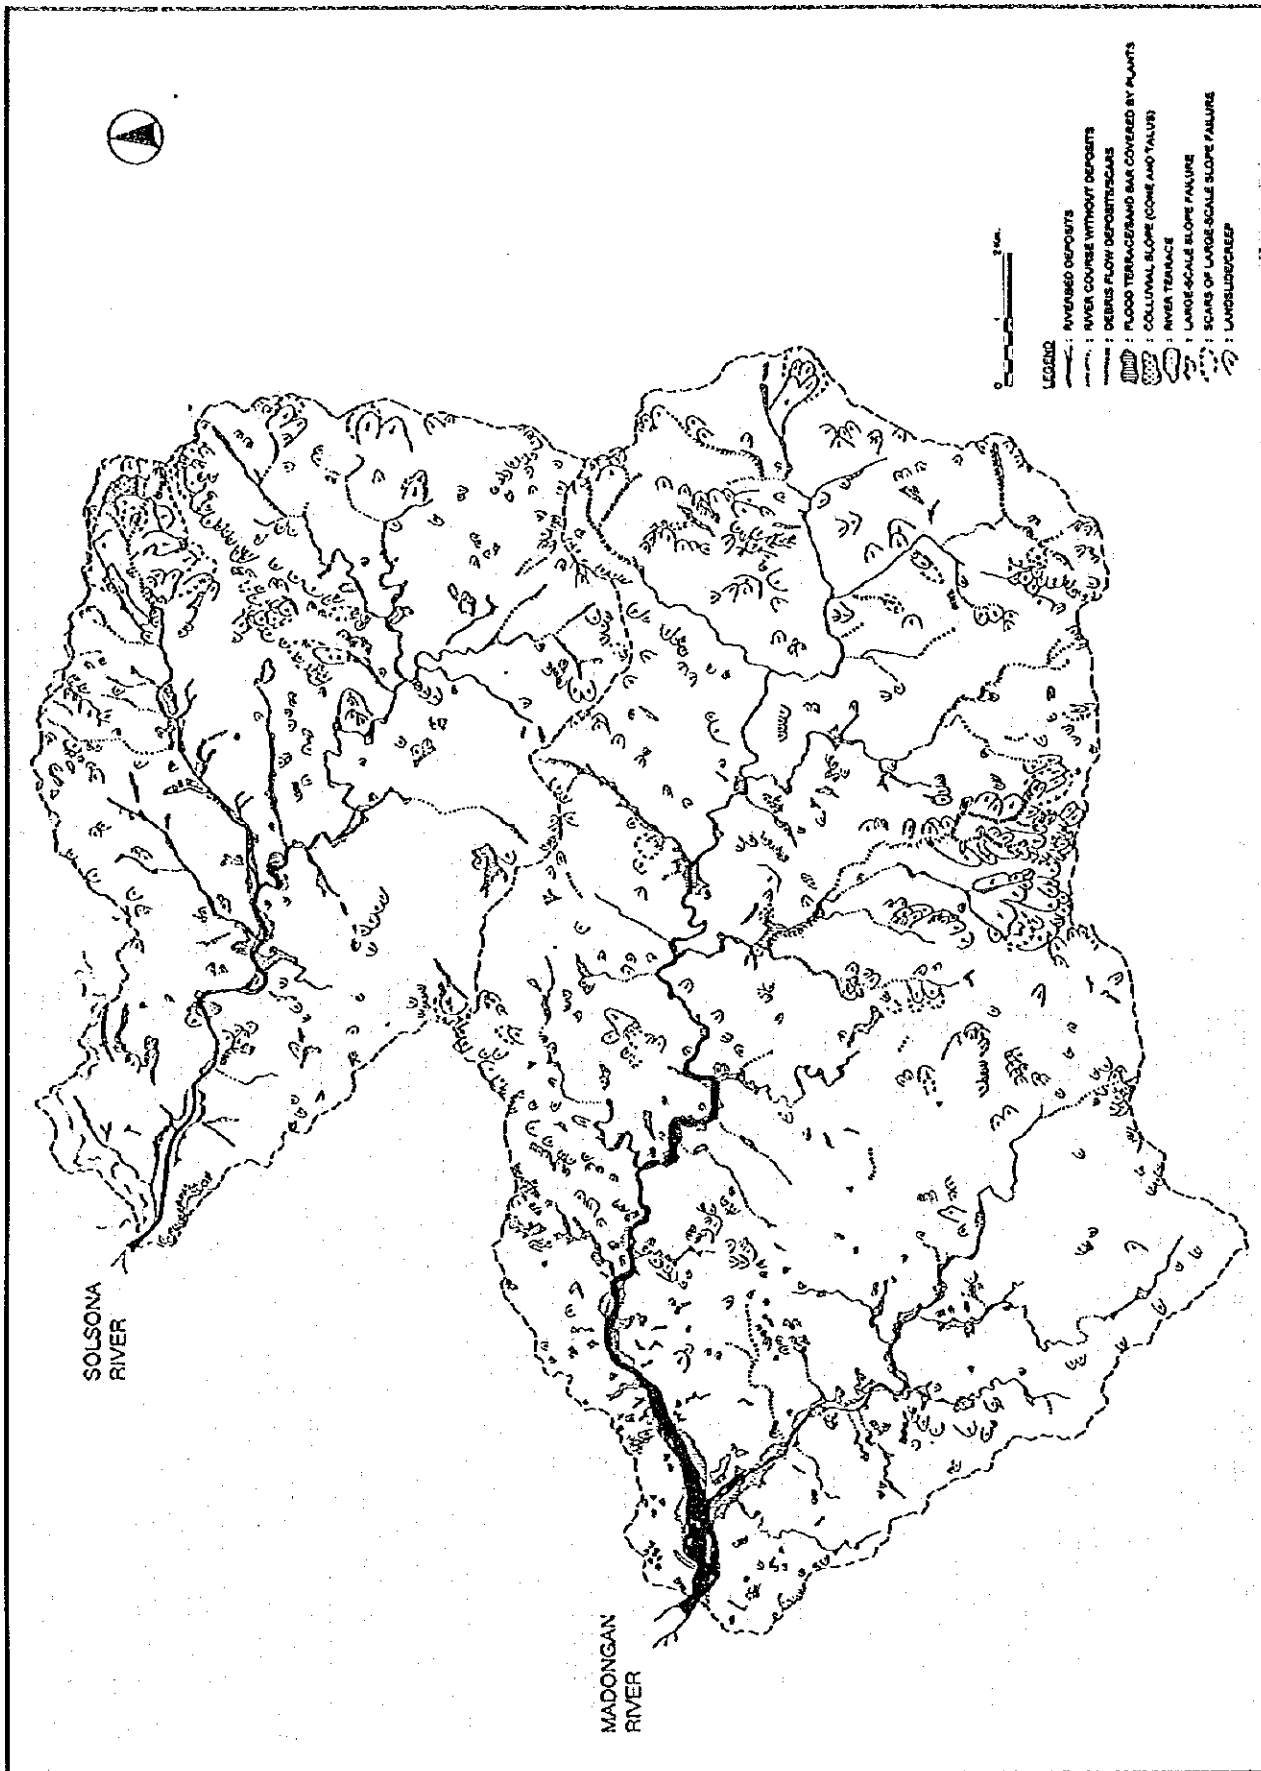 SOLSONA
RIVER
MADONGAN
RIVER
0
2 Km.
LEGEND
: RIVERBED DEPOSITS
: RIVER COURSE WITHOUT DEPOSITS
: DEBRIS FLOW DEPOSITS/SCARS
: FLOOD TERRACE/SAND BAR COVERED BY PLANTS
: COLLUVIAL SLOPE (CONE AND TALUS)
: RIVER TERRACE
: LARGE-SCALE SLOPE FAILURE
: SCARS OF LARGE-SCALE SLOPE FAILURE
: LANDSLIDE/CREEP